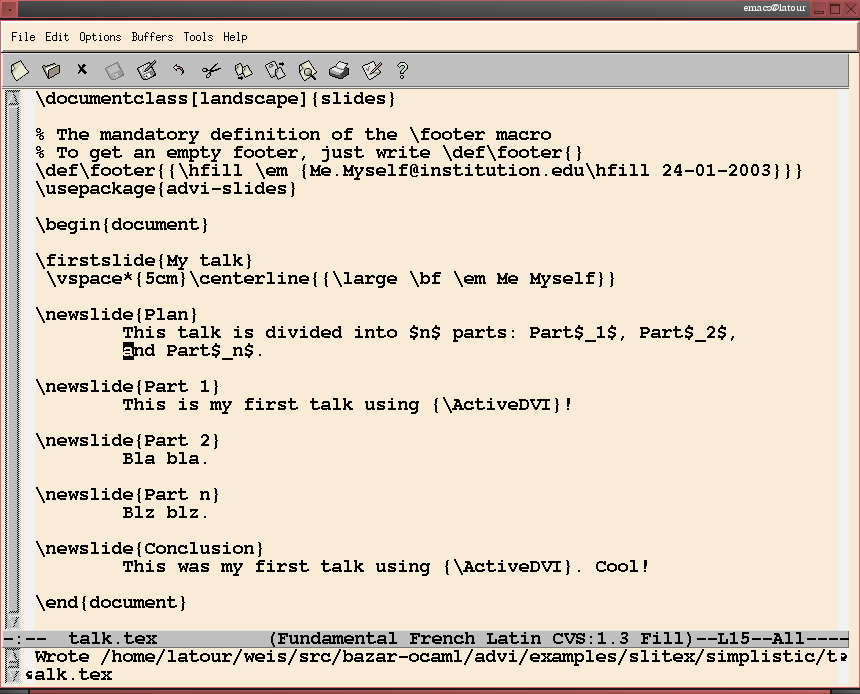 emacs@latour
File Edit Options Buffers Tools Help
\documentclass[landscape]{slides}
% The mandatory definition of the \footer macro
% To get an empty footer, just write \def\footer{}
\def\footer{{\hfill \em {Me.Myself@institution.edu\hfill 24-01-2003}}}
\usepackage{advi-slides}
\begin{document}
\firstslide{My talk}
\vspace*{5cm}\centerline{{\large \bf \em Me Myself}}
\newslide{Plan}
This talk is divided into $n$ parts: Part$_1$, Part$_2$,
and Part$_n$.
\newslide{Part 1}
This is my first talk using {\ActiveDVI}!
\newslide{Part 2}
Bla bla.
\newslide{Part n}
Blz blz.
\newslide{Conclusion}
This was my first talk using {\ActiveDVI}. Cool!
\end{document}
-:-- talk.tex (Fundamental French Latin CVS:1.3 Fill)--L15--All----
Wrote /home/latour/weis/src/bazar-ocaml/advi/examples/slitex/simplistic/t
alk.tex